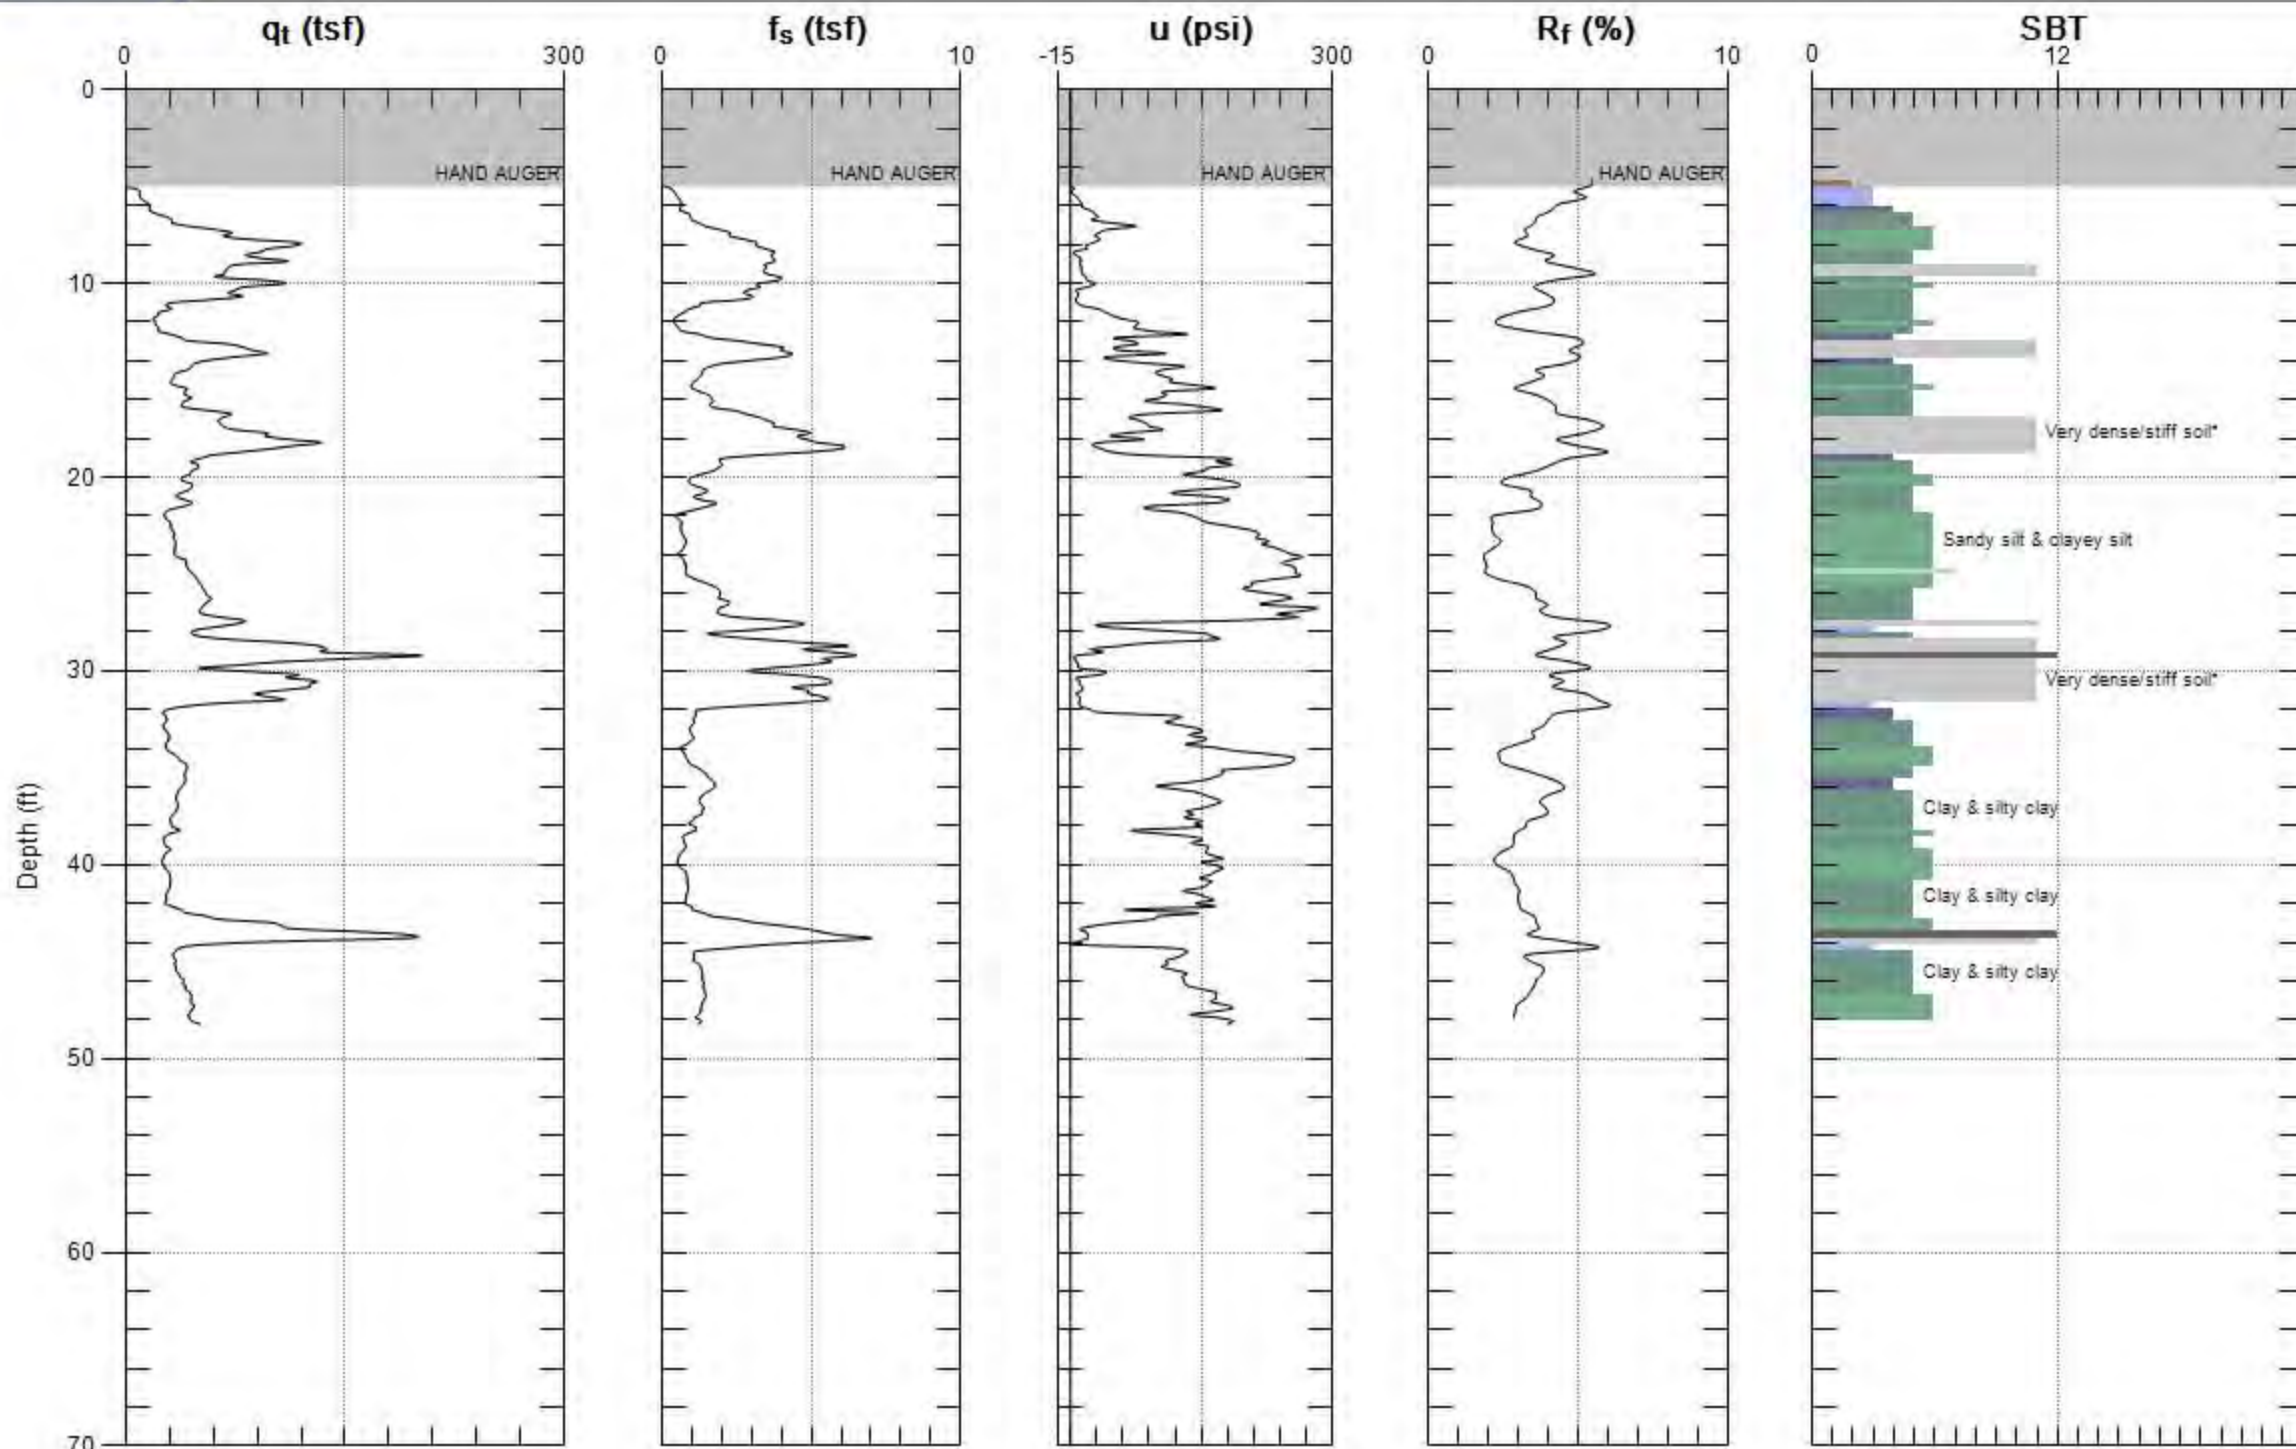 qt (tsf) fs (tsf) u (psi) Rf (%) SBT
0 300 0 10 -15 300 0 10 0 12
0
HAND AUGER HAND AUGER HAND AUGER HAND AUGER
10
Very dense/stiff soil*
20
Sandy silt & clayey silt
30
Very dense/stiff soil*
Clay & silty clay
Depth (ft)
40
Clay & silty clay
Clay & silty clay
50
60
70